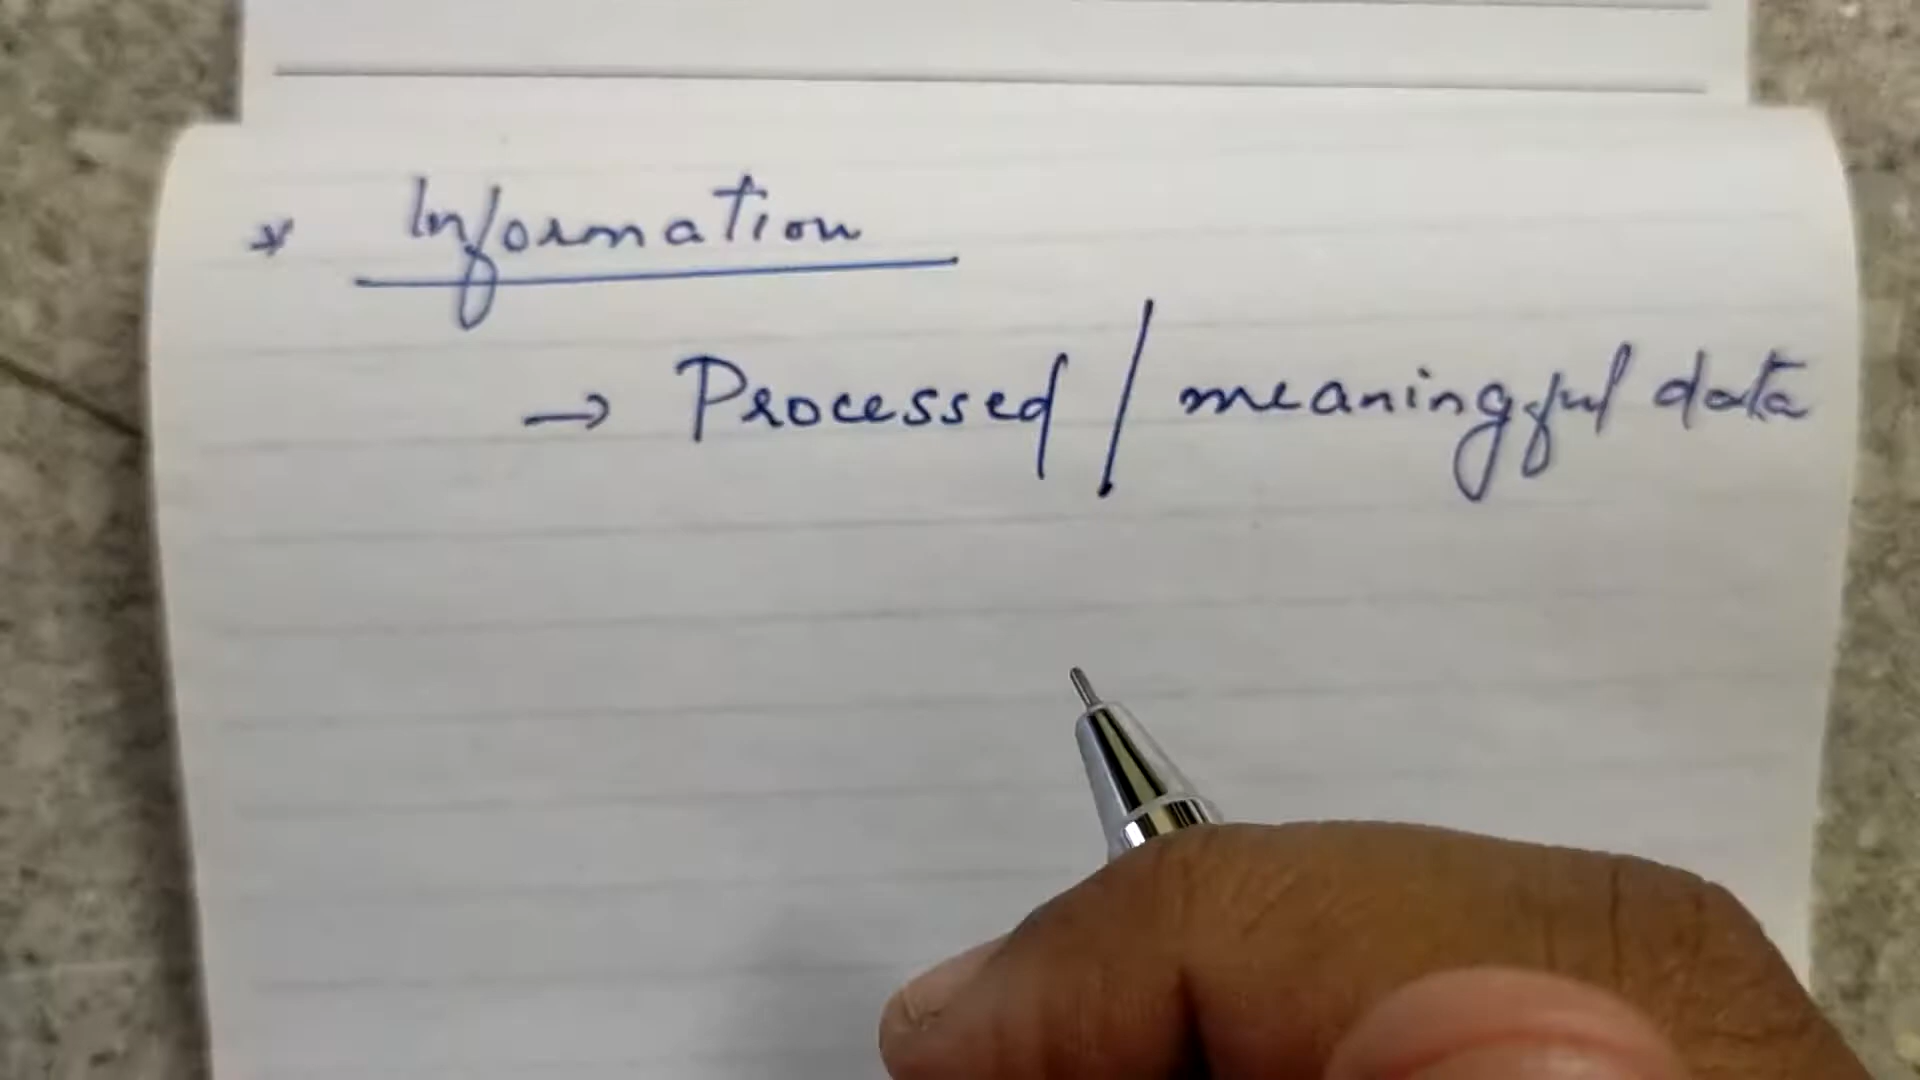 * Information
→ Processed / meaningful data